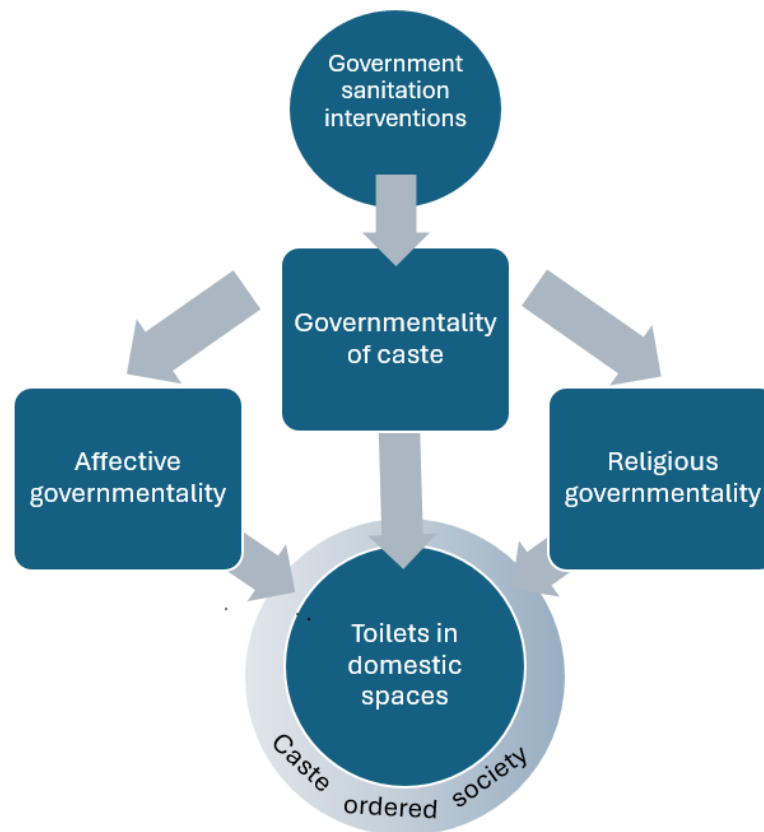 Government
sanitation
interventions
Governmentality
of caste
Affective
governmentality
Religious
governmentality
Toilets in
domestic
spaces
Caste ordered society